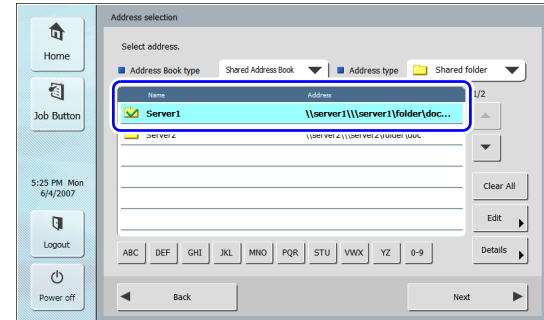 Address selection
Home
Job Button
5:25 PM Mon
6/4/2007
Logout
Power off
Select address.
Address Book type
Shared Address Book
Address type
Shared folder
Name
Address
1/2
Server1
\\server1\\\server1\folder\doc...
Server2
\\server2\\\server2\folder\doc
Clear All
Edit
Details
ABC DEF GHI JKL MNO PQR STU VWX YZ 0-9
Back
Next